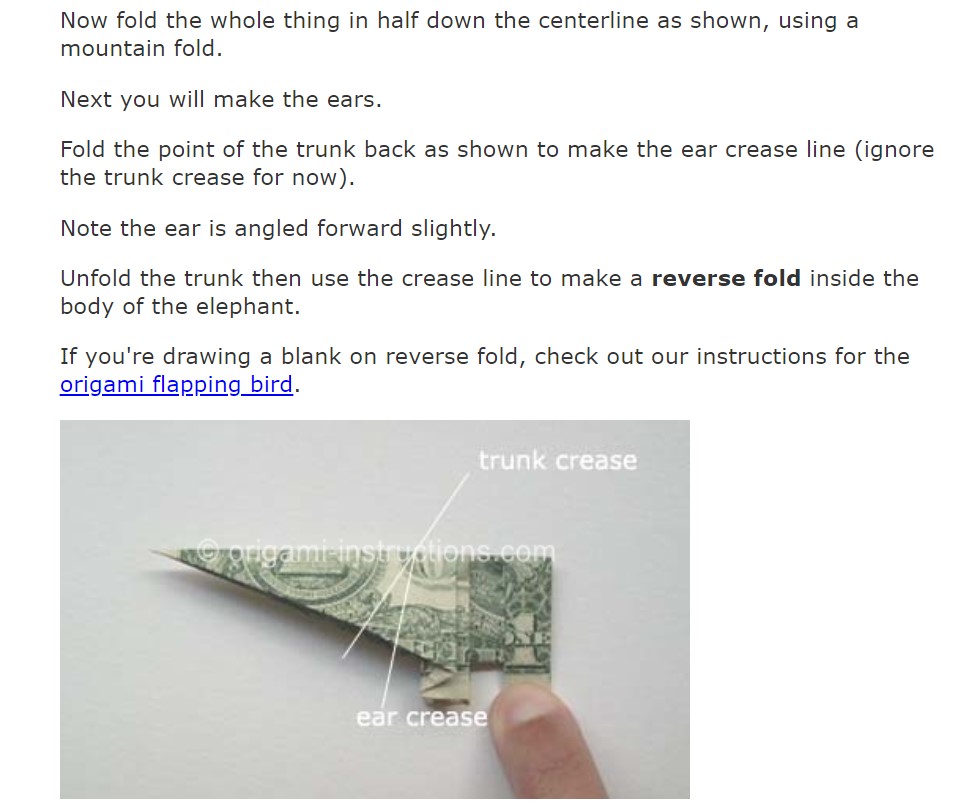 Now fold the whole thing in half down the centerline as shown, using a
mountain fold.
Next you will make the ears.
Fold the point of the trunk back as shown to make the ear crease line (ignore
the trunk crease for now).
Note the ear is angled forward slightly.
Unfold the trunk then use the crease line to make a reverse fold inside the
body of the elephant.
If you're drawing a blank on reverse fold, check out our instructions for the
origami flapping bird.
trunk crease
© origami-instructions.com
ONE
ear crease